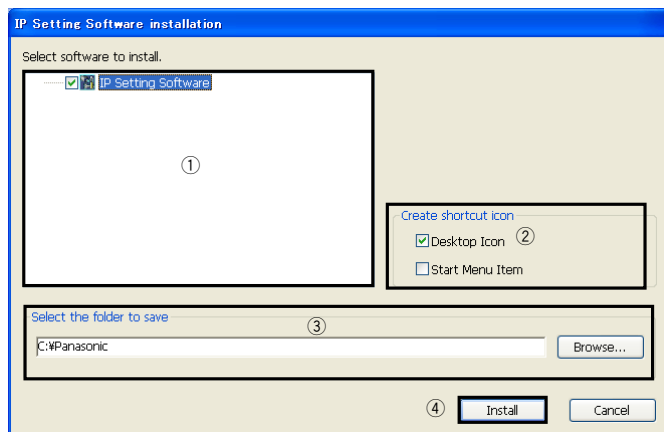 IP Setting Software installation
Select software to install.
IP Setting Software
①
Create shortcut icon
Desktop Icon ②
Start Menu Item
Select the folder to save
③
C:¥Panasonic
Browse...
④ Install Cancel